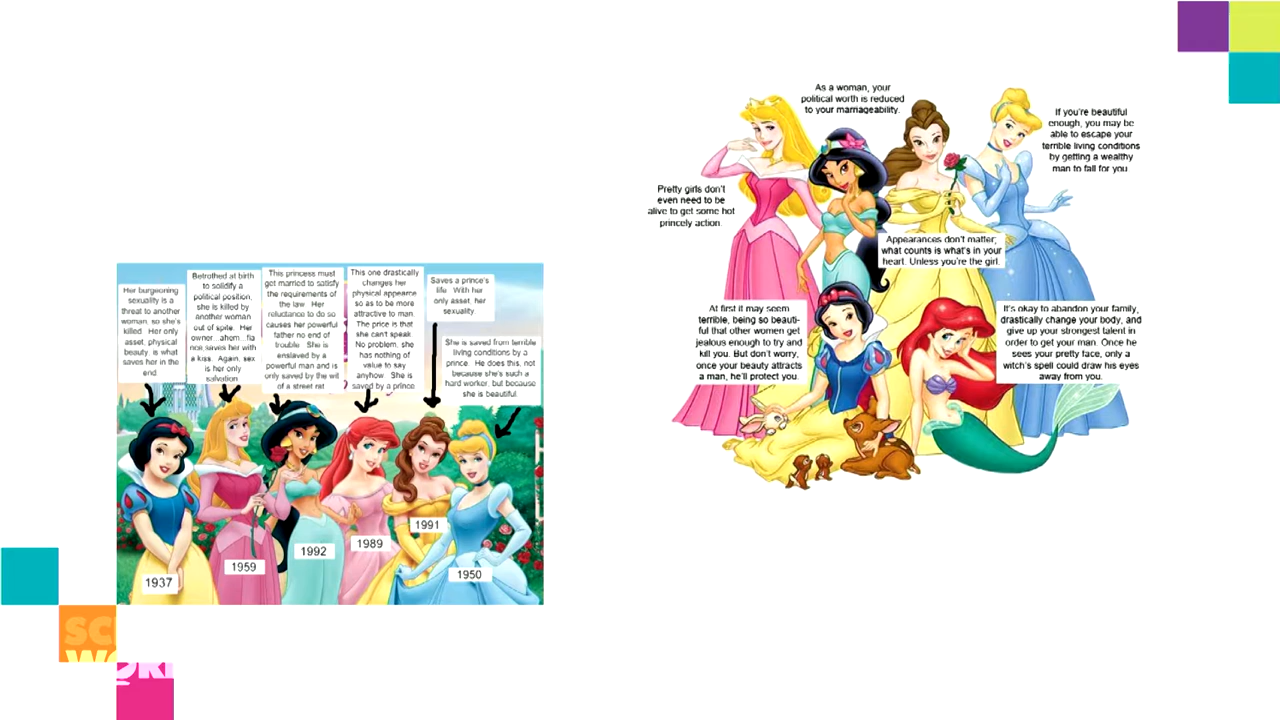 Her burgeoning
sexuality is a
threat to another
woman, so she's
killed. Her only
asset, physical
beauty, is what
saves her in the
end
Betrothed at birth
to solidify a
political position,
she is killed by
another woman
out of spite. Her
owner...ahem...fia
nce saves her with
a kiss. Again, sex
is her only
salvation
This princess must
get married to satisfy
the requirements of
the law. Her
reluctance to do so
causes her powerful
father no end of
trouble. She is
enslaved by a
powerful man and is
only saved by the wit
of a street rat
This one drastically
changes her
physical appearance
so as to be more
attractive to man.
The price is that
she can't speak.
No problem, she
has nothing of
value to say
anyhow. She is
saved by a prince
Saves a prince's
life. With her
only asset, her
sexuality
She is saved from terrible
living conditions by a
prince. He does this, not
because she's such a
hard worker, but because
she is beautiful.
1937
1959
1992
1989
1991
1950
As a woman, your
political worth is reduced
to your marriageability.
If you're beautiful
enough, you may be
able to escape your
terrible living conditions
by getting a wealthy
man to fall for you.
Pretty girls don't
even need to be
alive to get some hot
princely action.
Appearances don't matter;
what counts is what's in your
heart. Unless you're the girl.
At first it may seem
terrible, being so beauti-
ful that other women get
jealous enough to try and
kill you. But don't worry,
once your beauty attracts
a man, he'll protect you.
It's okay to abandon your family,
drastically change your body, and
give up your strongest talent in
order to get your man. Once he
sees your pretty face, only a
witch's spell could draw his eyes
away from you.